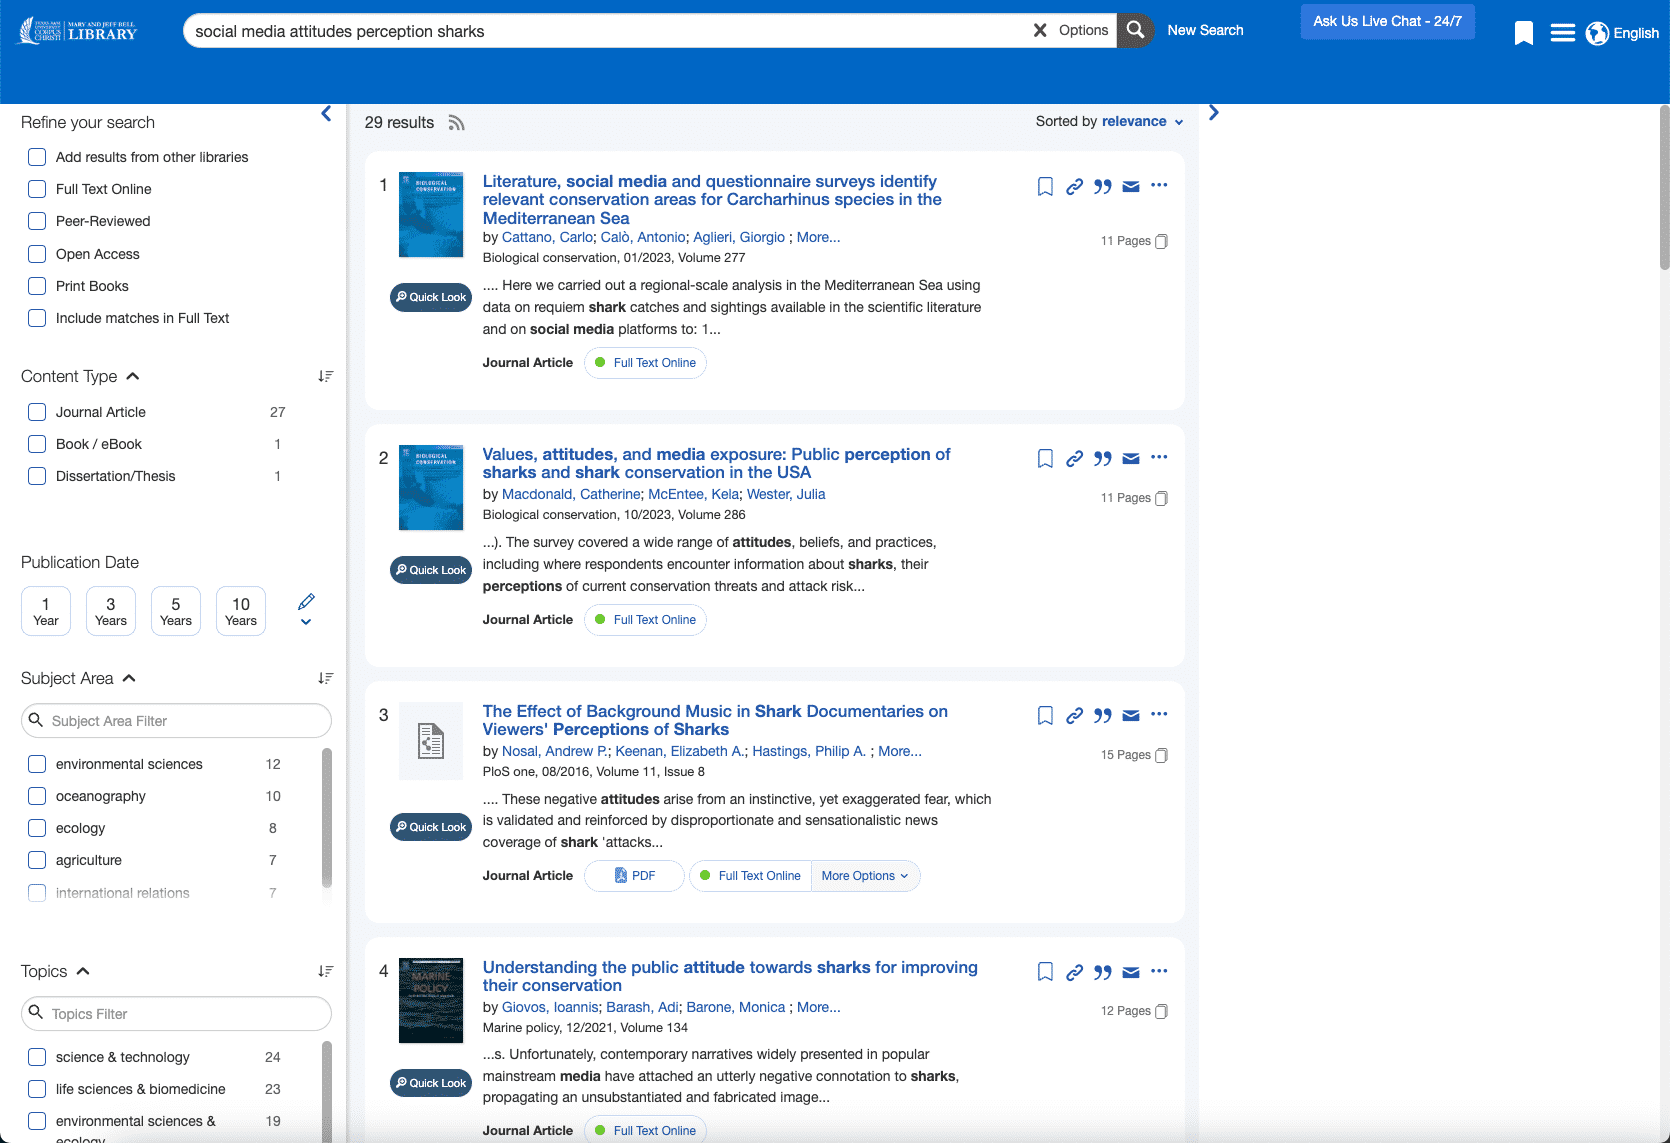 TEXAS A&M UNIVERSITY CORPUS CHRISTI
MARY AND JEFF BELL
LIBRARY
social media attitudes perception sharks
Options
New Search
Ask Us Live Chat - 24/7
English
Refine your search
Add results from other libraries
Full Text Online
Peer-Reviewed
Open Access
Print Books
Include matches in Full Text
Content Type
Journal Article 27
Book / eBook 1
Dissertation/Thesis 1
Publication Date
1 Year
3 Years
5 Years
10 Years
Subject Area
Subject Area Filter
environmental sciences 12
oceanography 10
ecology 8
agriculture 7
international relations 7
Topics
Topics Filter
science & technology 24
life sciences & biomedicine 23
environmental sciences & 19
ecology
29 results
Sorted by relevance
1
BIOLOGICAL CONSERVATION
Quick Look
Literature, social media and questionnaire surveys identify
relevant conservation areas for Carcharhinus species in the
Mediterranean Sea
by Cattano, Carlo; Calò, Antonio; Aglieri, Giorgio ; More...
Biological conservation, 01/2023, Volume 277
11 Pages
.... Here we carried out a regional-scale analysis in the Mediterranean Sea using
data on requiem shark catches and sightings available in the scientific literature
and on social media platforms to: 1...
Journal Article Full Text Online
2
BIOLOGICAL CONSERVATION
Quick Look
Values, attitudes, and media exposure: Public perception of
sharks and shark conservation in the USA
by Macdonald, Catherine; McEntee, Kela; Wester, Julia
Biological conservation, 10/2023, Volume 286
11 Pages
...). The survey covered a wide range of attitudes, beliefs, and practices,
including where respondents encounter information about sharks, their
perceptions of current conservation threats and attack risk...
Journal Article Full Text Online
3
Quick Look
The Effect of Background Music in Shark Documentaries on
Viewers' Perceptions of Sharks
by Nosal, Andrew P.; Keenan, Elizabeth A.; Hastings, Philip A. ; More...
PloS one, 08/2016, Volume 11, Issue 8
15 Pages
.... These negative attitudes arise from an instinctive, yet exaggerated fear, which
is validated and reinforced by disproportionate and sensationalistic news
coverage of shark 'attacks...
Journal Article PDF Full Text Online More Options
4
MARINE POLICY
Quick Look
Understanding the public attitude towards sharks for improving
their conservation
by Giovos, Ioannis; Barash, Adi; Barone, Monica ; More...
Marine policy, 12/2021, Volume 134
12 Pages
...s. Unfortunately, contemporary narratives widely presented in popular
mainstream media have attached an utterly negative connotation to sharks,
propagating an unsubstantiated and fabricated image...
Journal Article Full Text Online